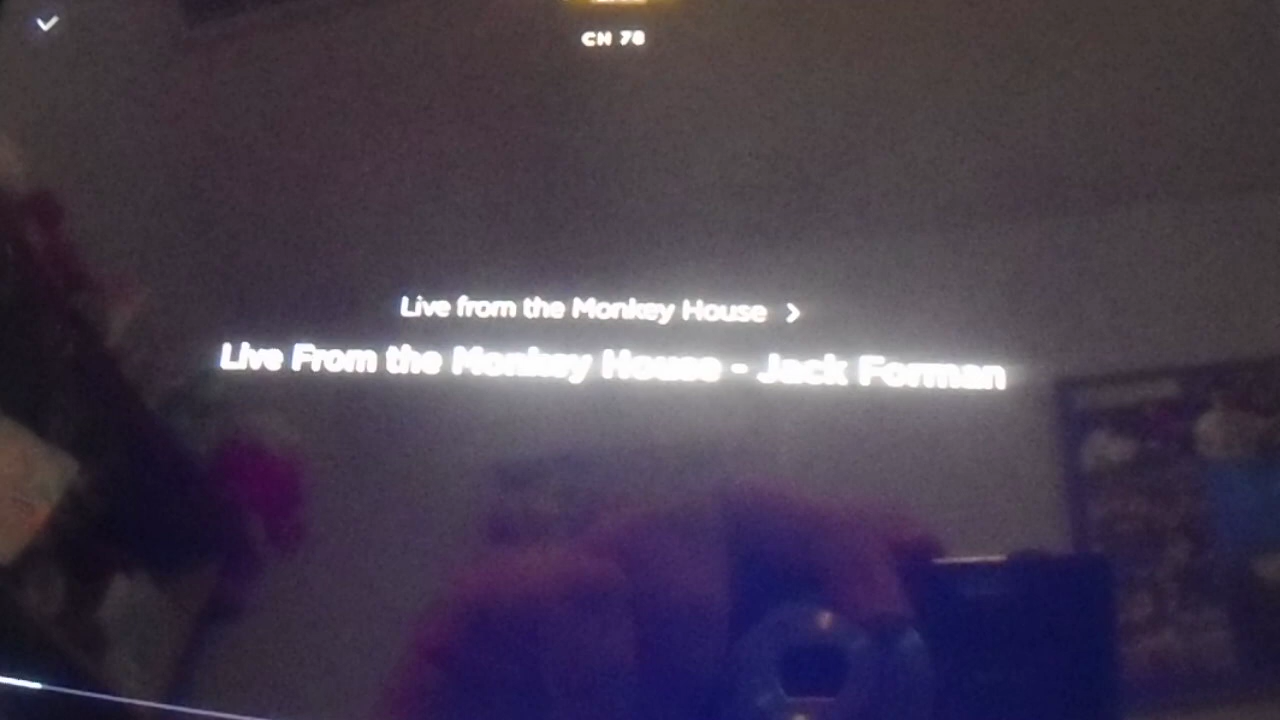 CH 78
Live from the Monkey House
Live From the Monkey House - Jack Forman